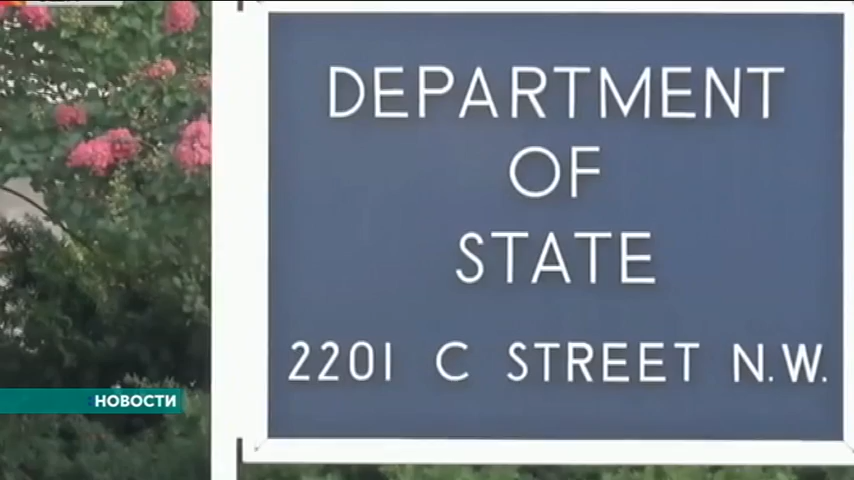 DEPARTMENT
OF
STATE
2201 C STREET N.W.
НОВОСТИ